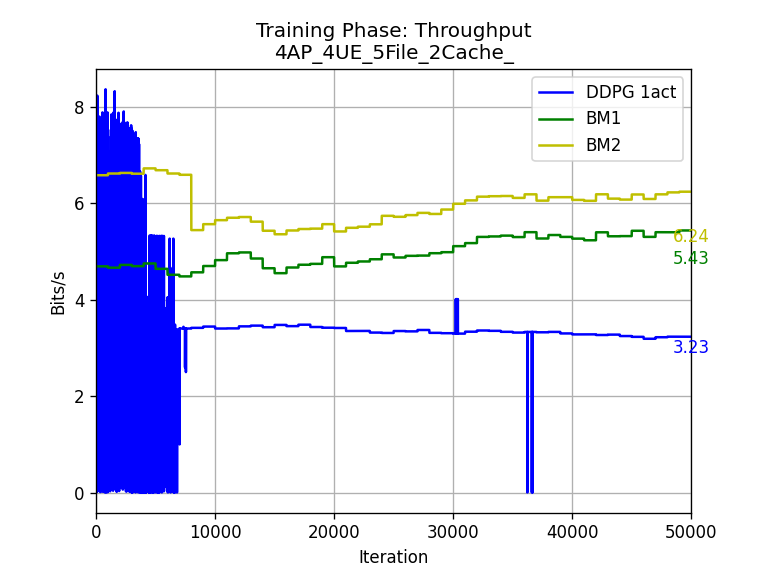 Training Phase: Throughput
4AP_4UE_5File_2Cache_
DDPG 1act
BM1
BM2
Bits/s
8
6
4
2
0
6.24
5.43
3.23
0 10000 20000 30000 40000 50000
Iteration